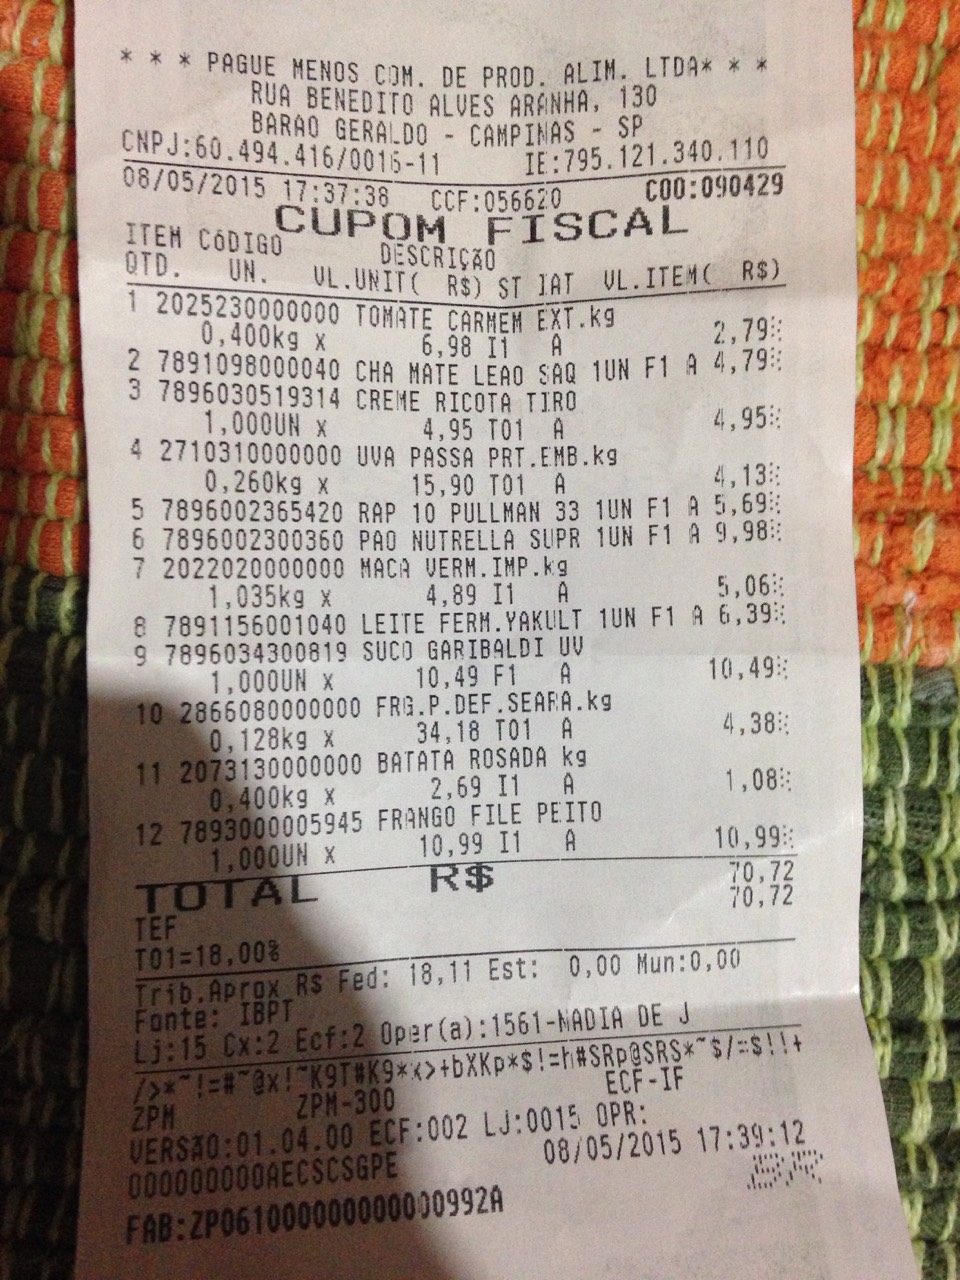 * * * PAGUE MENOS COM. DE PROD. ALIM. LTDA* * *
RUA BENEDITO ALVES ARANHA, 130
BARAO GERALDO - CAMPINAS - SP
CNPJ:60.494.416/0016-11 IE:795.121.340.110
08/05/2015 17:37:38 CCF:056620 COO:090429
CUPOM FISCAL
ITEM CóDIGO DESCRIÇÃO
QTD. UN. VL.UNIT( R$) ST IAT VL.ITEM( R$)
1 2025230000000 TOMATE CARMEM EXT.kg
0,400kg x 6,98 I1 A 2,79
2 7891098000040 CHA MATE LEAO SAQ 1UN F1 A 4,79
3 7896030519314 CREME RICOTA TIRO
1,000UN x 4,95 T01 A 4,95
4 2710310000000 UVA PASSA PRT.EMB.kg
0,260kg x 15,90 T01 A 4,13
5 7896002365420 RAP 10 PULLMAN 33 1UN F1 A 5,69
6 7896002300360 PAO NUTRELLA SUPR 1UN F1 A 9,98
7 2022020000000 MACA VERM.IMP.kg
1,035kg x 4,89 I1 A 5,06
8 7891156001040 LEITE FERM.YAKULT 1UN F1 A 6,39
9 7896034300819 SUCO GARIBALDI UV
1,000UN x 10,49 F1 A 10,49
10 2866080000000 FRG.P.DEF.SEARA.kg
0,128kg x 34,18 T01 A 4,38
11 2073130000000 BATATA ROSADA kg
0,400kg x 2,69 I1 A 1,08
12 7893000005945 FRANGO FILE PEITO
1,000UN x 10,99 I1 A 10,99
TOTAL R$ 70,72
TEF 70,72
T01=18,00%
Trib.Aprox R$ Fed: 18,11 Est: 0,00 Mun:0,00
Fonte: IBPT
Lj:15 Cx:2 Ecf:2 Oper(a):1561-NADIA DE J
ZPM ZPM-300 ECF-IF
VERSÃO:01.04.00 ECF:002 LJ:0015 OPR:
000000000AECSCSGPE 08/05/2015 17:39:12
FAB:ZP061000000000000992A BR